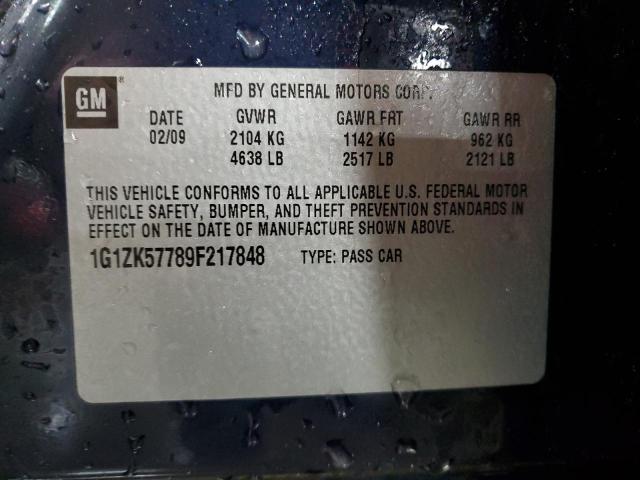 GM
MFD BY GENERAL MOTORS CORP.
DATE GVWR GAWR FRT GAWR RR
02/09 2104 KG 1142 KG 962 KG
4638 LB 2517 LB 2121 LB
THIS VEHICLE CONFORMS TO ALL APPLICABLE U.S. FEDERAL MOTOR
VEHICLE SAFETY, BUMPER, AND THEFT PREVENTION STANDARDS IN
EFFECT ON THE DATE OF MANUFACTURE SHOWN ABOVE.
1G1ZK57789F217848 TYPE: PASS CAR